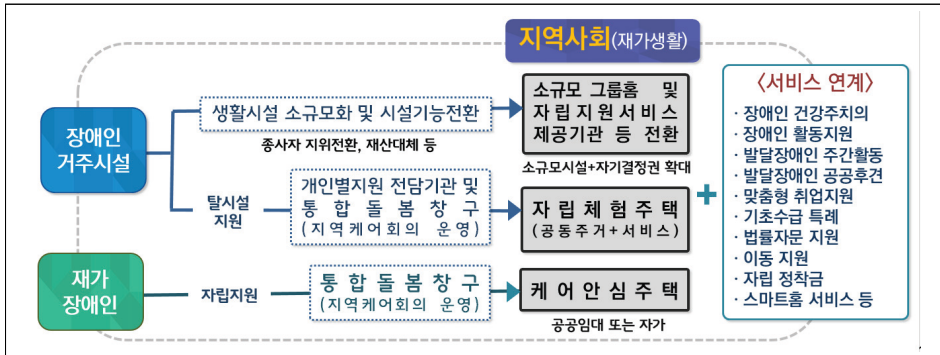 지역사회(재가생활)
장애인
거주시설
생활시설 소규모화 및 시설기능전환
종사자 지위전환, 재산대체 등
소규모 그룹홈 및
자립지원서비스
제공기관 등 전환
소규모시설+자기결정권 확대
탈시설
지원
개인별지원 전담기관 및
통 합 돌 봄 창 구
(지역케어회의 운영)
자 립 체 험 주 택
(공동주거+서비스)
재가
장애인
자립지원
통 합 돌 봄 창 구
(지역케어회의 운영)
케 어 안 심 주 택
공공임대 또는 자가
+
<서비스 연계>
· 장애인 건강주치의
· 장애인 활동지원
· 발달장애인 주간활동
· 발달장애인 공공후견
· 맞춤형 취업지원
· 기초수급 특례
· 법률자문 지원
· 이동 지원
· 자립 정착금
· 스마트홈 서비스 등